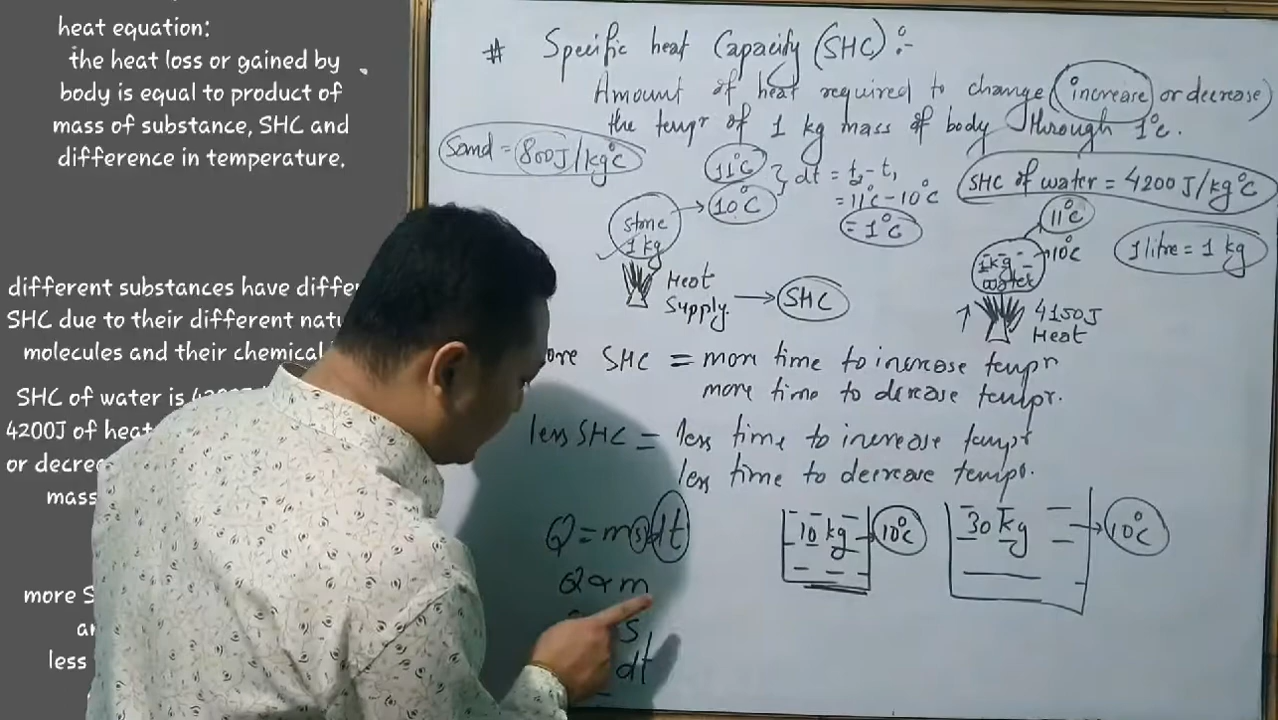 heat equation:
the heat loss or gained by
body is equal to product of
mass of substance, SHC and
difference in temperature.
different substances have
SHC due to their different
molecules and their chemical
SHC of water is
4200J of
or
mass
more
less
# Specific heat Capacity (SHC) :-
Amount of heat required to change (increase or decrease)
the tempr of 1 kg mass of body through 1°c.
Sand = 800J/kg°c
11°C
10°C
} dt = t₂ - t₁
= 11°c - 10°c
= 1°c
SHC of water = 4200 J/kg°c
stone
1 kg
Heat
Supply. → SHC
11°c
10°c
1kg
water
4150J
Heat
1 litre = 1 kg
SHC = more time to increase tempr
more time to decrease tempr.
less SHC = less time to increase tempr
less time to decrease tempr.
Q = msdt
Q ∝ m
s
dt
10 kg → 10°c
30 kg → 10°c